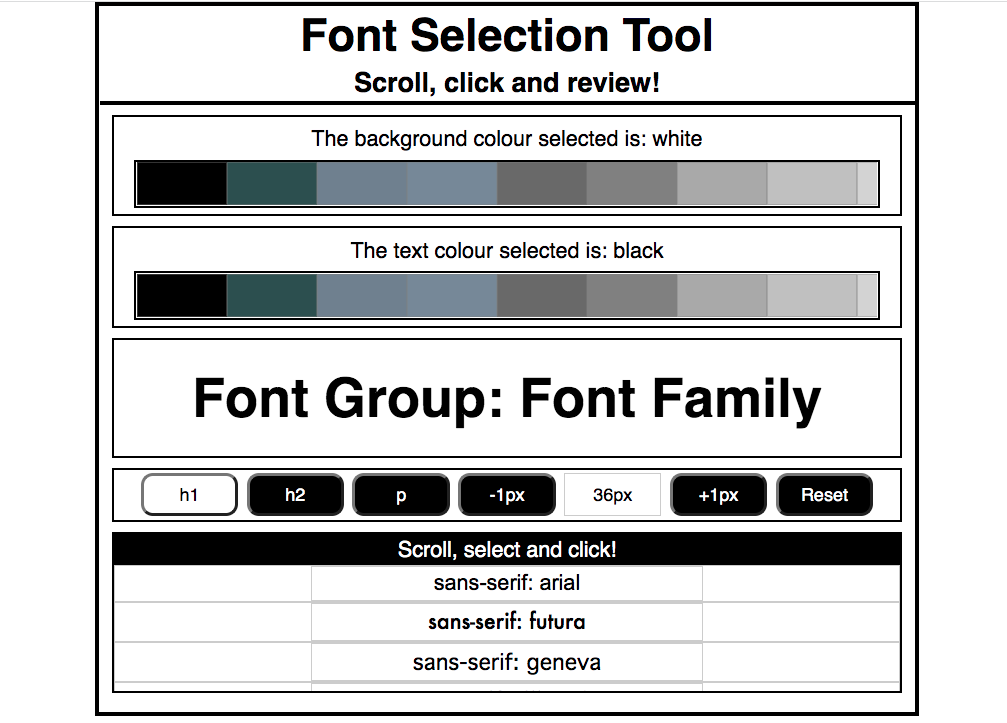 Font Selection Tool
Scroll, click and review!
The background colour selected is: white
The text colour selected is: black
Font Group: Font Family
h1 h2 p -1px 36px +1px Reset
Scroll, select and click!
sans-serif: arial
sans-serif: futura
sans-serif: geneva